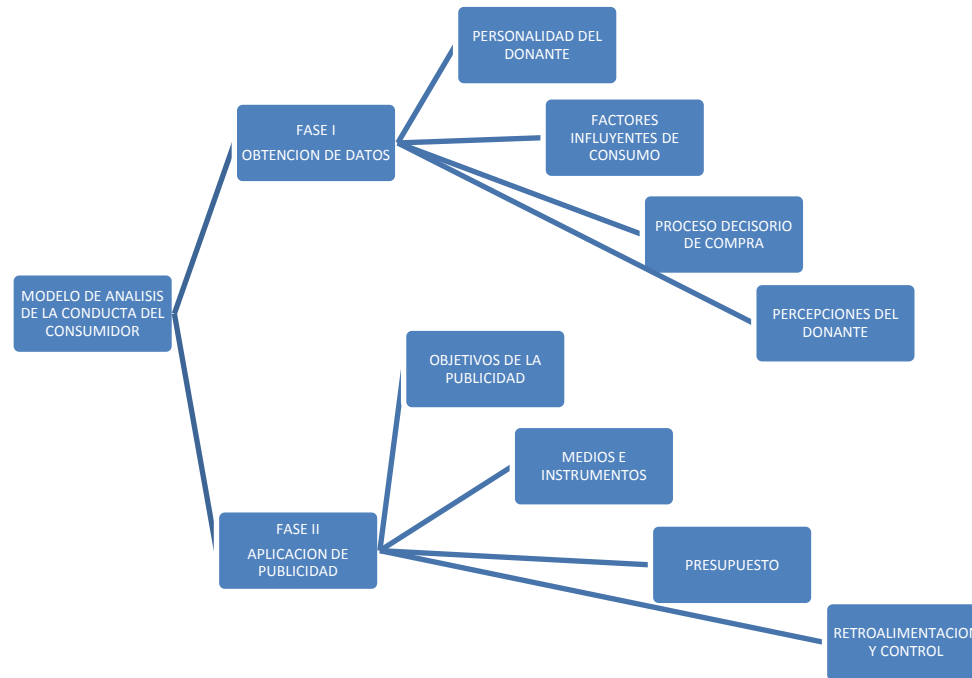 PERSONALIDAD DEL
DONANTE
FASE I
OBTENCION DE DATOS
FACTORES
INFLUYENTES DE
CONSUMO
PROCESO DECISORIO
DE COMPRA
PERCEPCIONES DEL
DONANTE
MODELO DE ANALISIS
DE LA CONDUCTA DEL
CONSUMIDOR
OBJETIVOS DE LA
PUBLICIDAD
MEDIOS E
INSTRUMENTOS
FASE II
APLICACION DE
PUBLICIDAD
PRESUPUESTO
RETROALIMENTACION
Y CONTROL